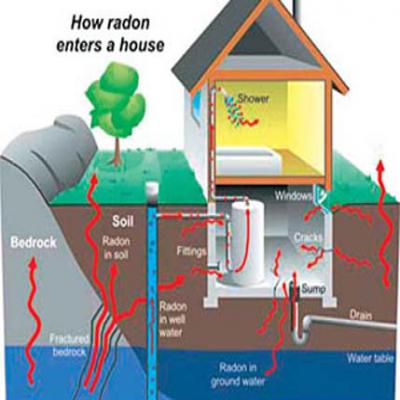 How radon
enters a house
Shower
Windows
Soil
Bedrock
Radon
in soil
Fittings
Cracks
Sump
Radon
in well
water
Drain
Fractured
bedrock
Water table
Radon in
ground water